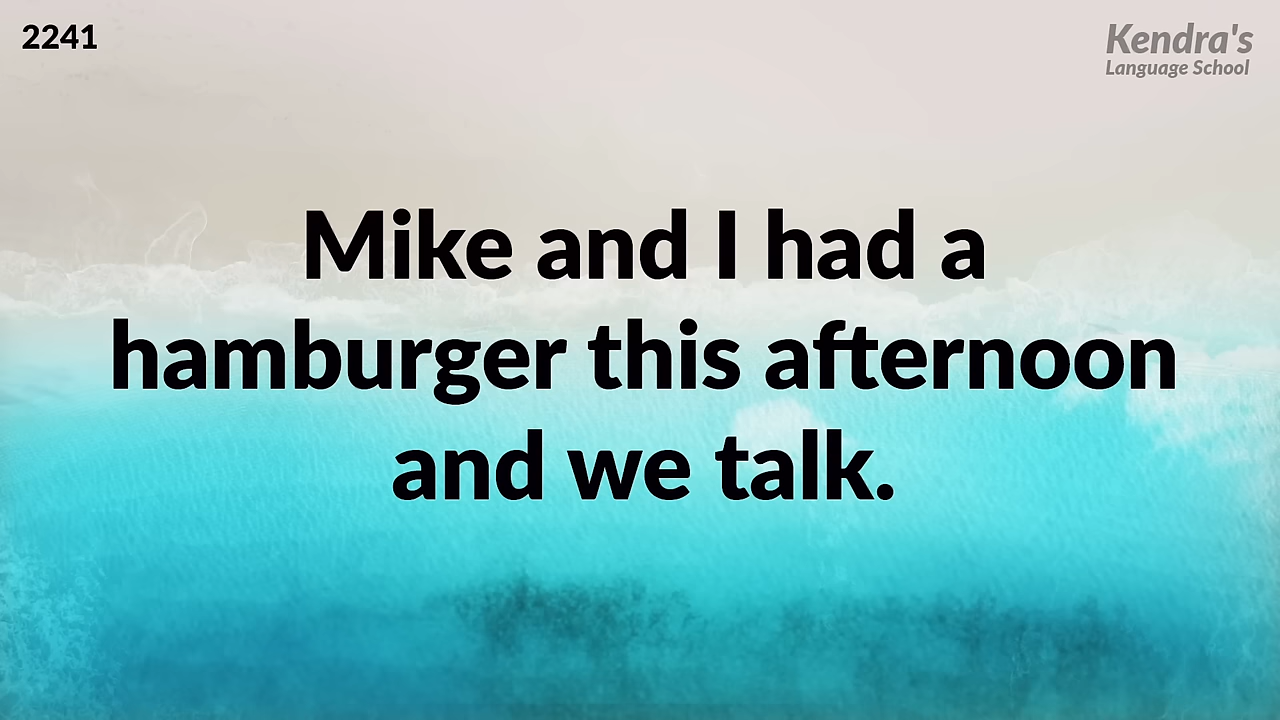 2241
Kendra's
Language School
Mike and I had a
hamburger this afternoon
and we talk.